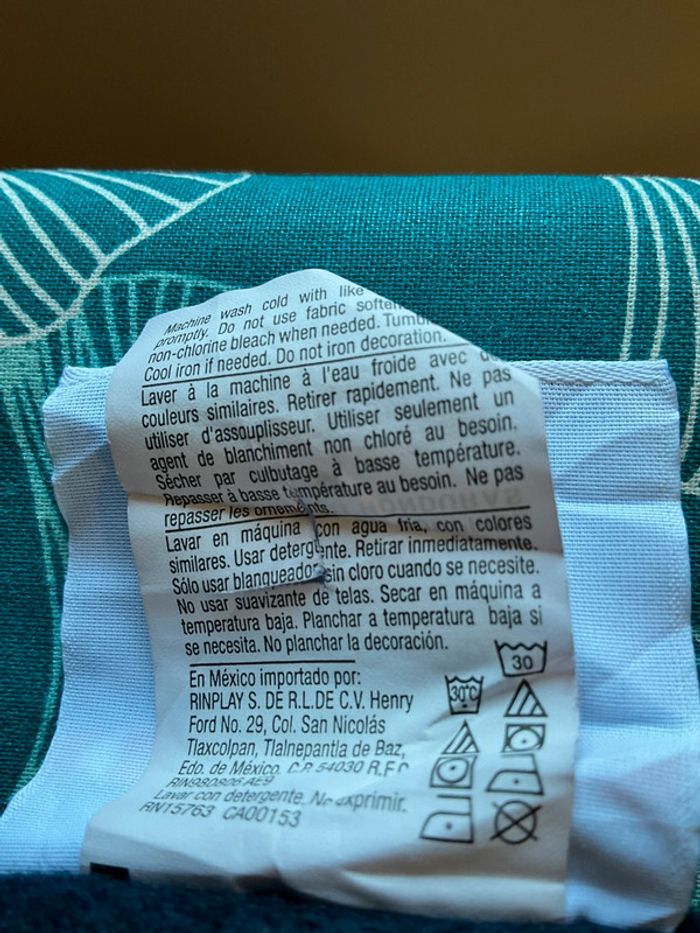 Machine wash cold with like
promptly. Do not use fabric
non-chlorine bleach when needed.
Cool iron if needed. Do not iron decoration.
Laver à la machine à l'eau froide avec
couleurs similaires. Retirer rapidement. Ne pas
utiliser d'assouplisseur. Utiliser seulement un
agent de blanchiment non chloré au besoin.
Sécher par culbutage à basse température.
Repasser à basse température au besoin. Ne pas
repasser les ornements.
Lavar en máquina con agua fria, con colores
similares. Usar detergente. Retirar inmediatamente.
Sólo usar blanqueador sin cloro cuando se necesite.
No usar suavizante de telas. Secar en máquina a
temperatura baja. Planchar a temperatura baja si
se necesita. No planchar la decoración.
En México importado por:
RINPLAY S. DE R.L.DE C.V. Henry
Ford No. 29, Col. San Nicolás
Tlaxcolpan, Tlalnepantla de Baz,
Edo. de México. C.P. 54030 R.F.C
RIN980906 AE9
Lavar con detergente. No exprimir.
RN15763 CA00153
30
30°C